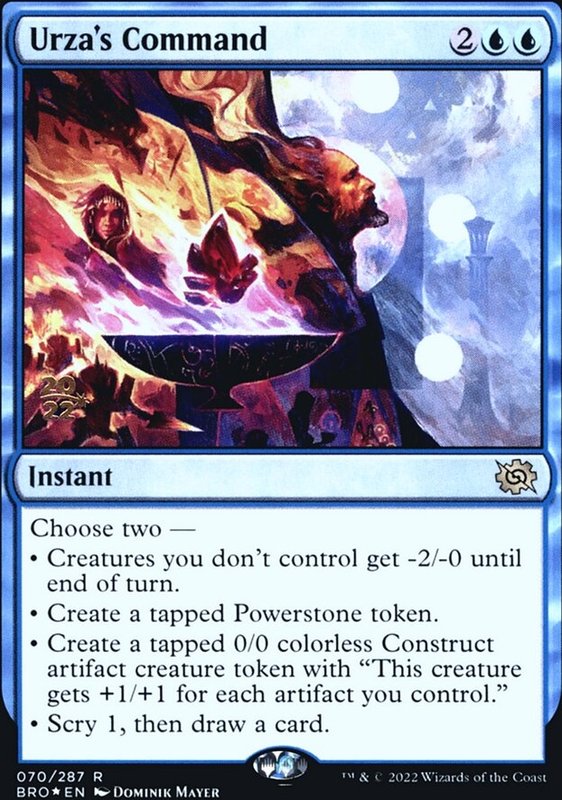 Urza's Command 2
20
22
Instant
Choose two —
• Creatures you don't control get -2/-0 until
end of turn.
• Create a tapped Powerstone token.
• Create a tapped 0/0 colorless Construct
artifact creature token with “This creature
gets +1/+1 for each artifact you control.”
• Scry 1, then draw a card.
070/287 R
BRO★EN Dominik Mayer
™ & © 2022 Wizards of the Coast